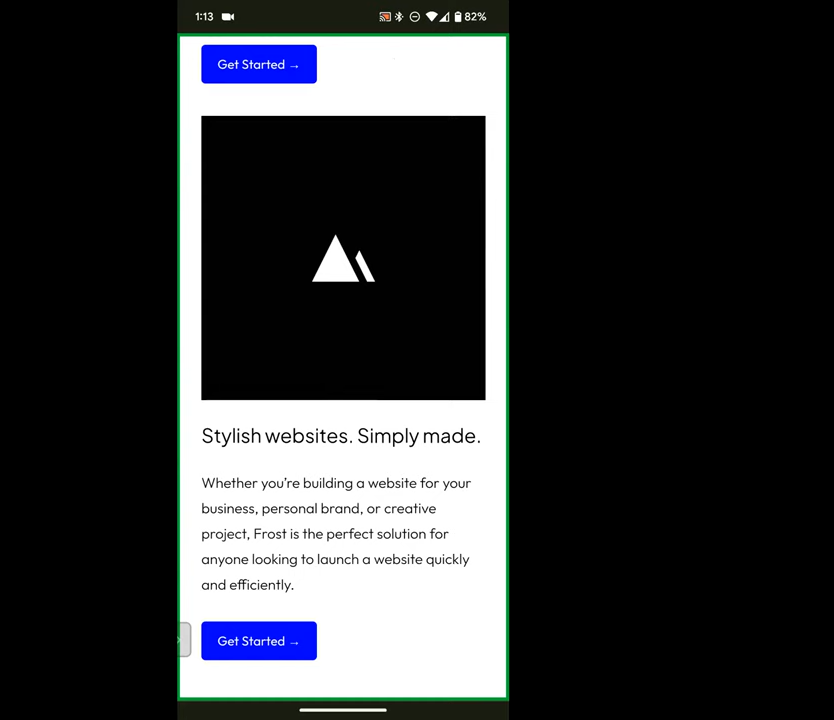 1:13
82%
Get Started →
Stylish websites. Simply made.
Whether you're building a website for your
business, personal brand, or creative
project, Frost is the perfect solution for
anyone looking to launch a website quickly
and efficiently.
Get Started →